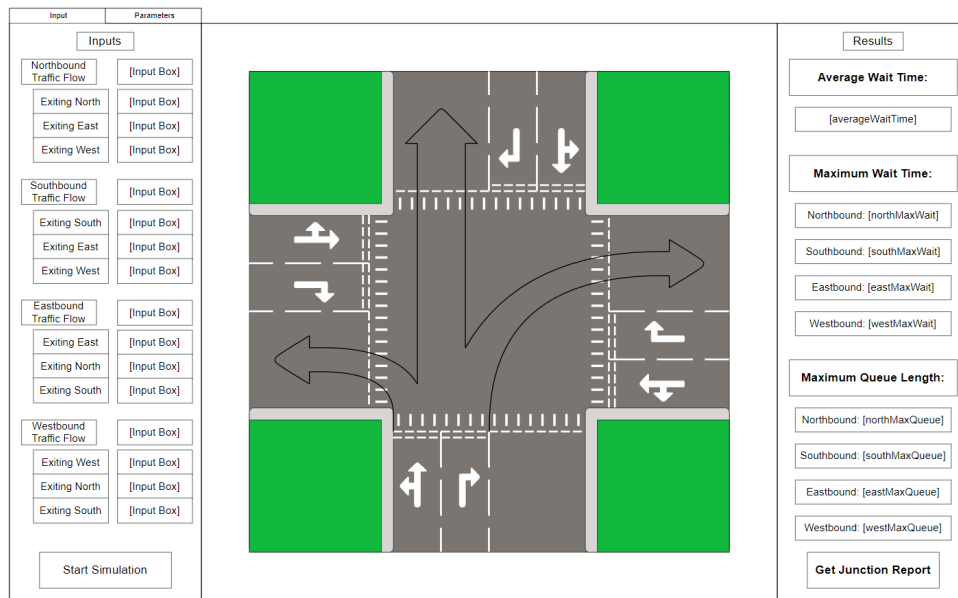 Input
Parameters
Inputs
Northbound
Traffic Flow
[Input Box]
Exiting North
[Input Box]
Exiting East
[Input Box]
Exiting West
[Input Box]
Southbound
Traffic Flow
[Input Box]
Exiting South
[Input Box]
Exiting East
[Input Box]
Exiting West
[Input Box]
Eastbound
Traffic Flow
[Input Box]
Exiting East
[Input Box]
Exiting North
[Input Box]
Exiting South
[Input Box]
Westbound
Traffic Flow
[Input Box]
Exiting West
[Input Box]
Exiting North
[Input Box]
Exiting South
[Input Box]
Start Simulation
Results
Average Wait Time:
[averageWaitTime]
Maximum Wait Time:
Northbound: [northMaxWait]
Southbound: [southMaxWait]
Eastbound: [eastMaxWait]
Westbound: [westMaxWait]
Maximum Queue Length:
Northbound: [northMaxQueue]
Southbound: [southMaxQueue]
Eastbound: [eastMaxQueue]
Westbound: [westMaxQueue]
Get Junction Report